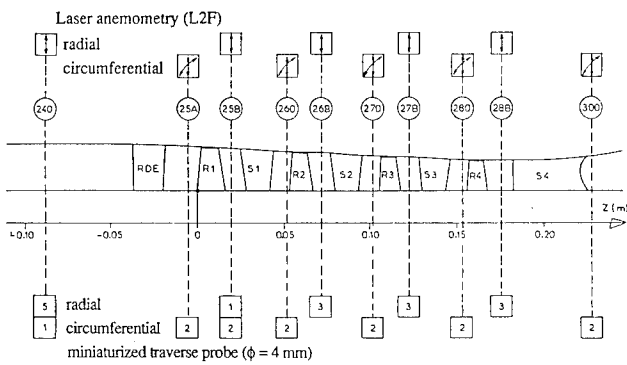 Laser anemometry (L2F)
radial
circumferential
240 25A 25B 260 26B 270 27B 280 28B 300
RDE R1 S1 R2 S2 R3 S3 R4 S4
Z (m)
-0.10 -0.05 0 0.05 0.10 0.15 0.20
5 radial 1 3 3 3
1 circumferential 2 2 2 2 2 2
miniaturized traverse probe (ϕ = 4 mm)